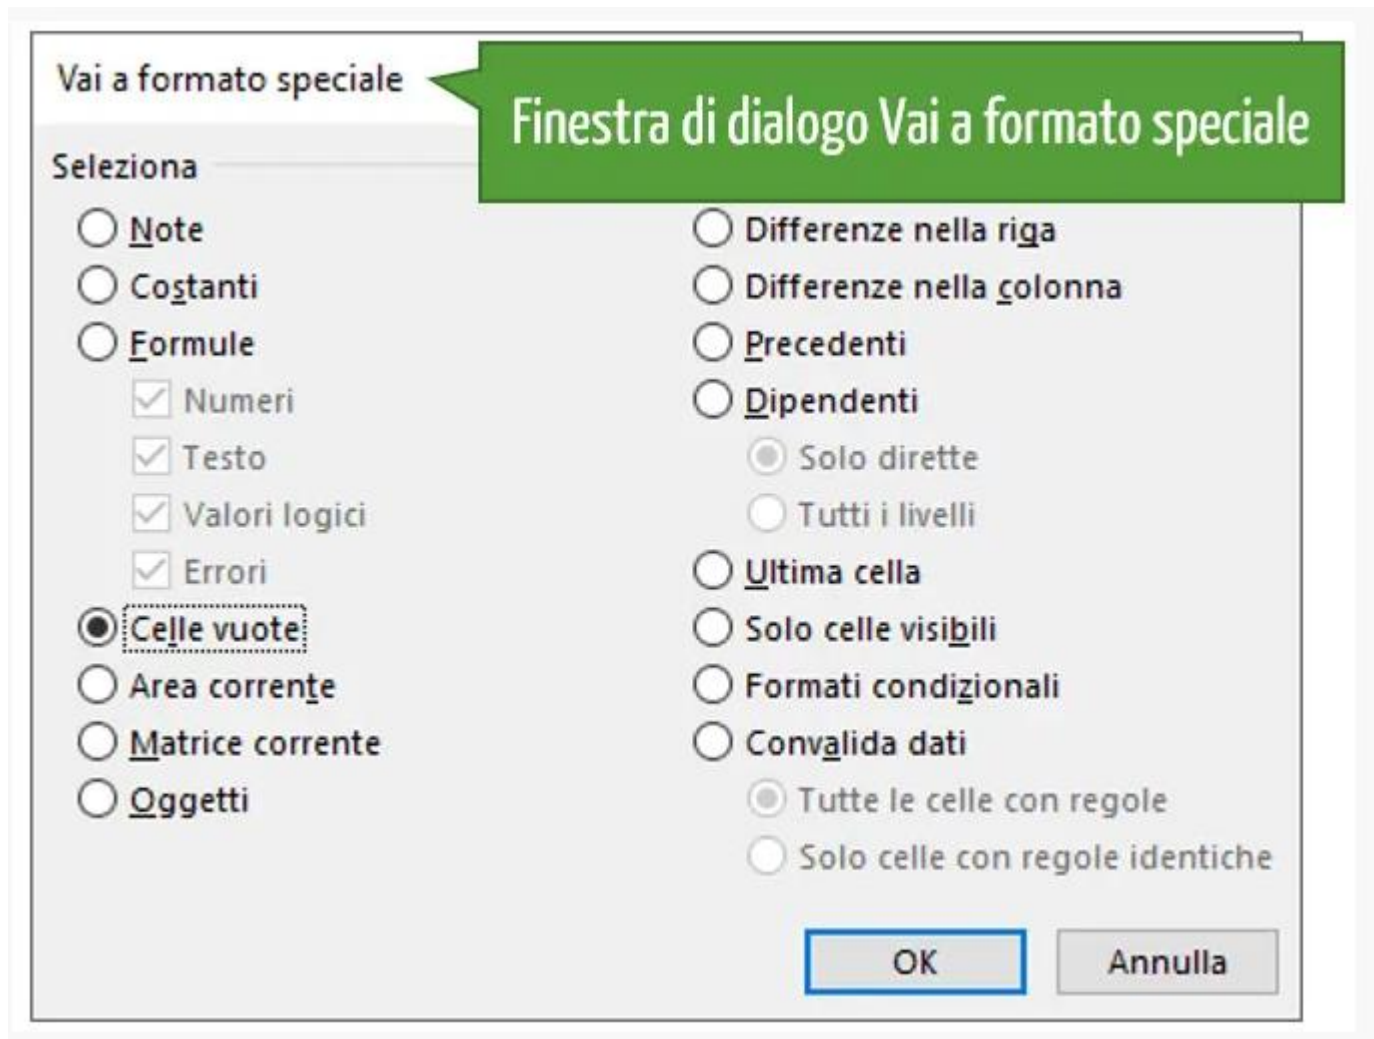 Vai a formato speciale
Finestra di dialogo Vai a formato speciale
Seleziona
Note
Costanti
Formule
Numeri
Testo
Valori logici
Errori
Celle vuote
Area corrente
Matrice corrente
Oggetti
Differenze nella riga
Differenze nella colonna
Precedenti
Dipendenti
Solo dirette
Tutti i livelli
Ultima cella
Solo celle visibili
Formati condizionali
Convalida dati
Tutte le celle con regole
Solo celle con regole identiche
OK
Annulla